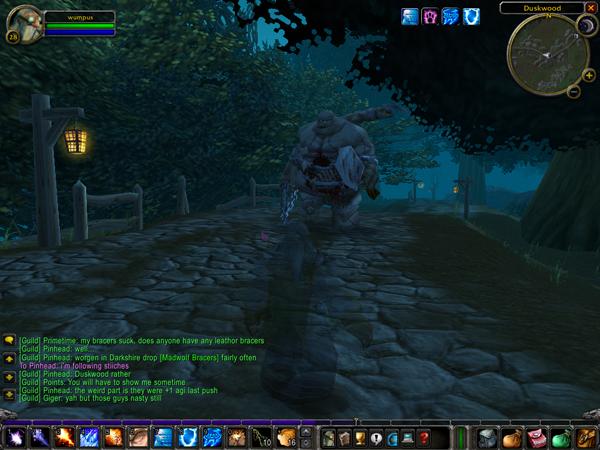 wumpus
28
Duskwood
N
[Guild] Primetime: my bracers suck, does anyone have any leathor bracers
[Guild] Pinhead: well..
[Guild] Pinhead: worgen in Darkshire drop [Madwolf Bracers] fairly often
To Pinhead: i'm following stiiches
[Guild] Pinhead: Duskwood rather
[Guild] Points: You will have to show me sometime
[Guild] Pinhead: the weird part is they were +1 agi last push
[Guild] Giger: yah but those guys nasty still
10
16